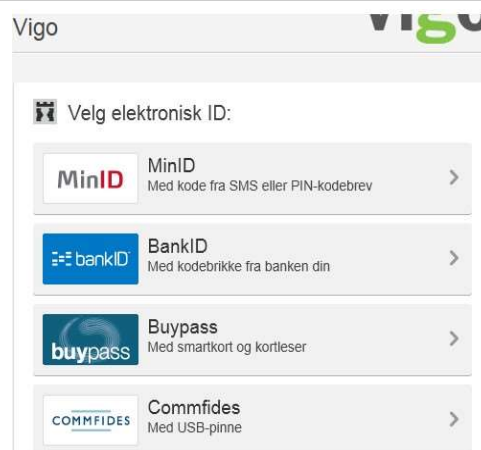 Vigo
vigo
Velg elektronisk ID:
MinID
MinID
Med kode fra SMS eller PIN-kodebrev
bankID
BankID
Med kodebrikke fra banken din
buypass
Buypass
Med smartkort og kortleser
COMMFIDES
Commfides
Med USB-pinne